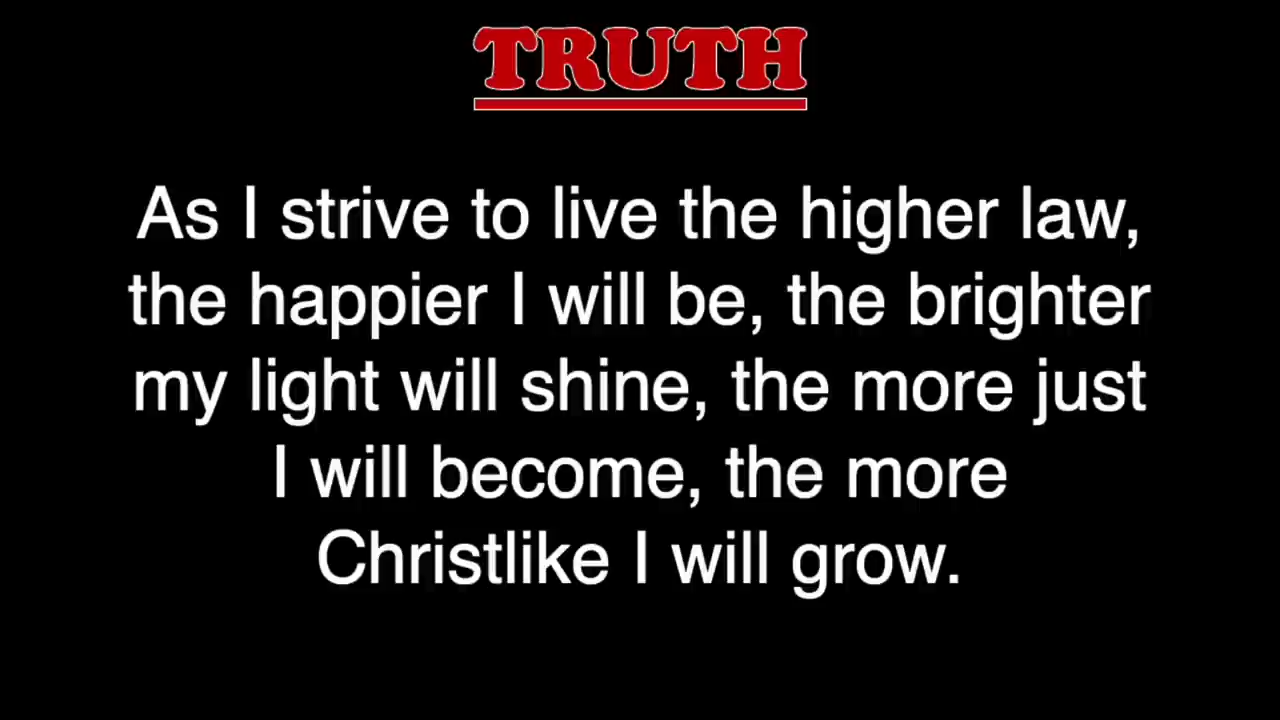 TRUTH
As I strive to live the higher law,
the happier I will be, the brighter
my light will shine, the more just
I will become, the more
Christlike I will grow.